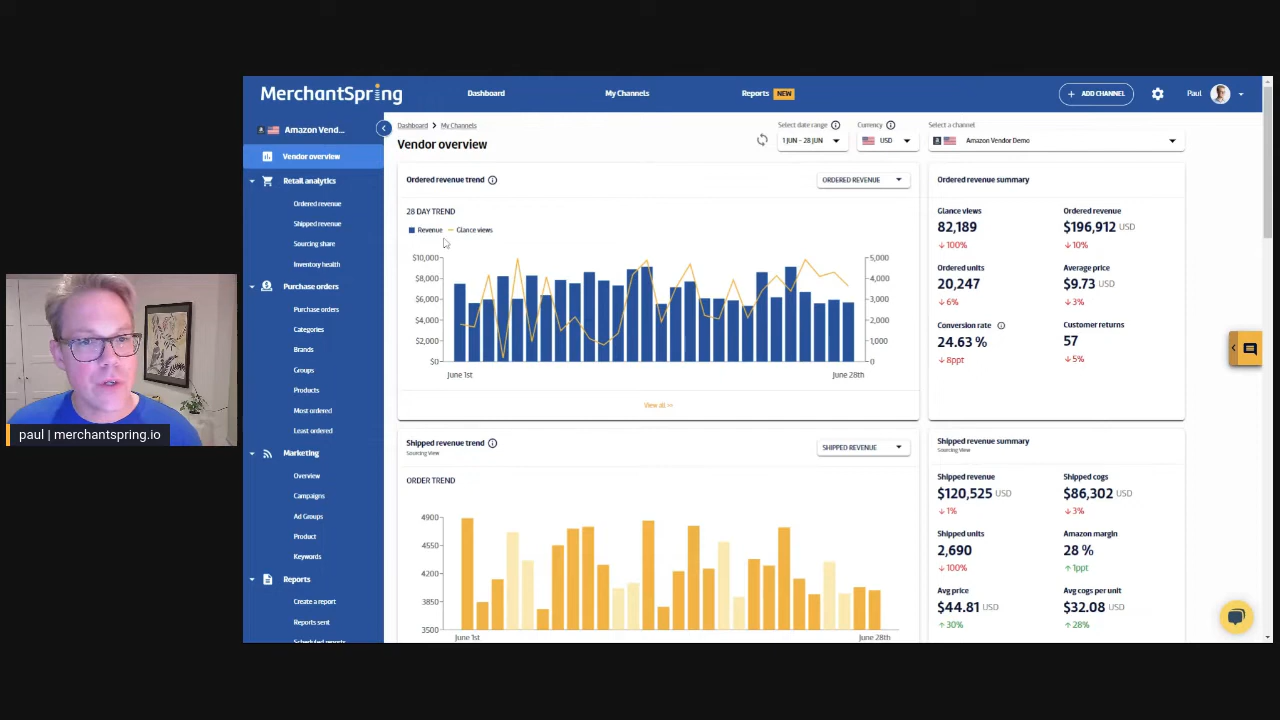 MerchantSpring
Dashboard
My Channels
Reports NEW
+ ADD CHANNEL
Paul
Amazon Vend...
Vendor overview
Retail analytics
Ordered revenue
Shipped revenue
Sourcing share
Inventory health
Purchase orders
Purchase orders
Categories
Brands
Groups
Products
Most ordered
Least ordered
Marketing
Overview
Campaigns
Ad Groups
Product
Keywords
Reports
Create a report
Reports sent
Scheduled reports
Dashboard > My Channels
Vendor overview
Select date range
1 JUN - 28 JUN
Currency
USD
Select a channel
Amazon Vendor Demo
Ordered revenue trend
ORDERED REVENUE
28 DAY TREND
Revenue Glance views
$10,000 5,000
$8,000 4,000
$6,000 3,000
$4,000 2,000
$2,000 1,000
$0 0
June 1st June 28th
View all >>
Ordered revenue summary
Glance views Ordered revenue
82,189 $196,912 USD
↓100% ↓10%
Ordered units Average price
20,247 $9.73 USD
↓6% ↓3%
Conversion rate Customer returns
24.63 % 57
↓8ppt ↓5%
Shipped revenue trend
Sourcing View
SHIPPED REVENUE
ORDER TREND
4900
4550
4200
3850
3500
June 1st June 28th
Shipped revenue summary
Sourcing View
Shipped revenue Shipped cogs
$120,525 USD $86,302 USD
↓1% ↓3%
Shipped units Amazon margin
2,690 28 %
↓100% ↑1ppt
Avg price Avg cogs per unit
$44.81 USD $32.08 USD
↑30% ↑28%
paul | merchantspring.io